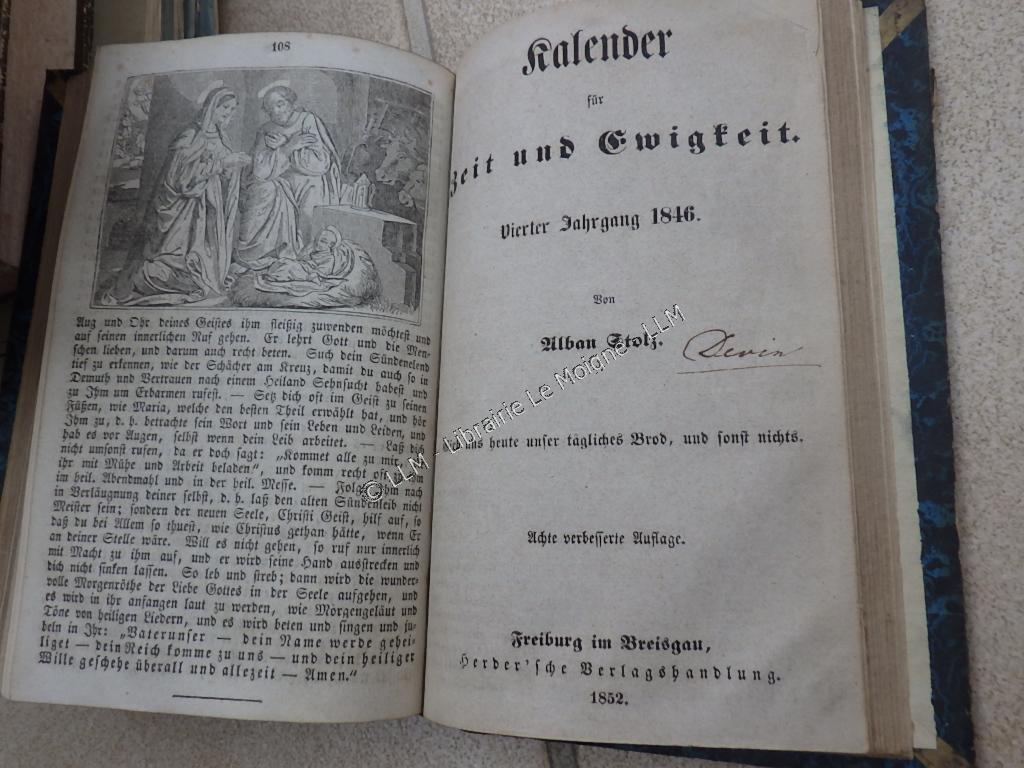 108
Aug und Ohr deines Geistes ihm fleißig zuwenden möchtest und
auf seinen innerlichen Ruf gehen. Er lehrt Gott und die Men-
schen lieben, und darum auch recht beten. Such dein Sündenelend
tief zu erkennen, wie der Schächer am Kreuz, damit du auch so in
Demuth und Vertrauen nach einem Heiland Sehnsucht habest und
zu Ihm um Erbarmen rufest. — Setz dich oft im Geist zu seinen
Füßen, wie Maria, welche den besten Theil erwählt hat, und hör
Ihm zu, d. h. betrachte sein Wort und sein Leben und Leiden, und
hab es vor Augen, selbst wenn dein Leib arbeitet. — Laß dich
nicht umsonst rufen, da er doch sagt: „Kommet alle zu mir, die
ihr mit Mühe und Arbeit beladen“, und komm recht oft
im heil. Abendmahl und in der heil. Messe. — Folge ihm nach
in Verläugnung deiner selbst, d. h. laß den alten Sündenleib nicht
Meister sein; sondern der neuen Seele, Christi Geist, hilf auf, so
daß du bei Allem so thuest, wie Christus gethan hätte, wenn Er
an deiner Stelle wäre. Will es nicht gehen, so ruf nur innerlich
mit Macht zu ihm auf, und er wird seine Hand ausstrecken und
dich nicht sinken lassen. So leb und streb; dann wird die wunder-
volle Morgenröthe der Liebe Gottes in der Seele aufgehen, und
es wird in ihr anfangen laut zu werden, wie Morgengeläut und
Töne von heiligen Liedern, und es wird beten und singen und ju-
beln in Ihr: „Vaterunser — dein Name werde gehei-
liget — dein Reich komme zu uns — und dein heiliger
Wille geschehe überall und allezeit — Amen.“
Kalender
für
Zeit und Ewigkeit.
Vierter Jahrgang 1846.
Von
Alban Stolz.
Devin
uns heute unser tägliches Brod, und sonst nichts.
Achte verbesserte Auflage.
Freiburg im Breisgau,
Herder'sche Verlagshandlung.
1852.
© LLM - Librairie Le Moigne - LLM